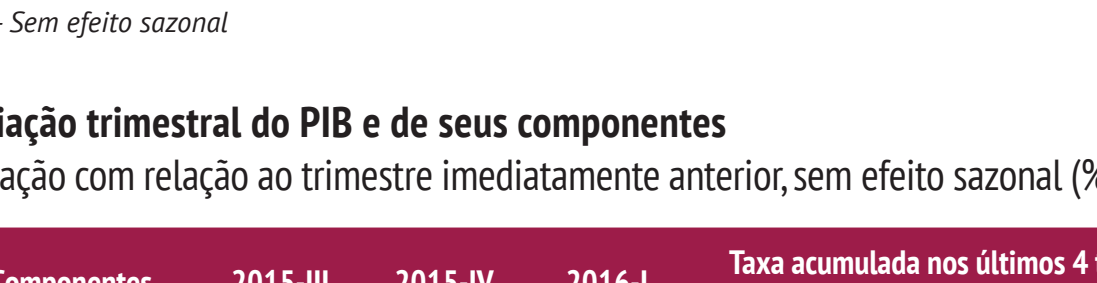 - Sem efeito sazonal
iação trimestral do PIB e de seus componentes
ação com relação ao trimestre imediatamente anterior, sem efeito sazonal (%
Componentes 2015-III 2015-IV 2016-I Taxa acumulada nos últimos 4